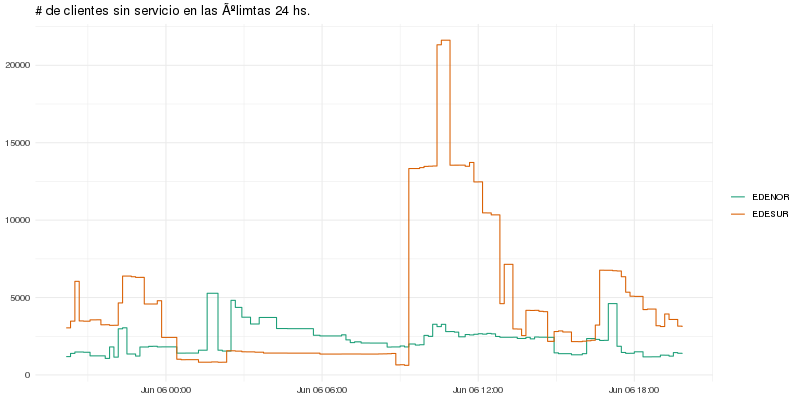 # de clientes sin servicio en las Ãºlimtas 24 hs.
20000
15000
10000
5000
0
Jun 06 00:00
Jun 06 06:00
Jun 06 12:00
Jun 06 18:00
EDENOR
EDESUR